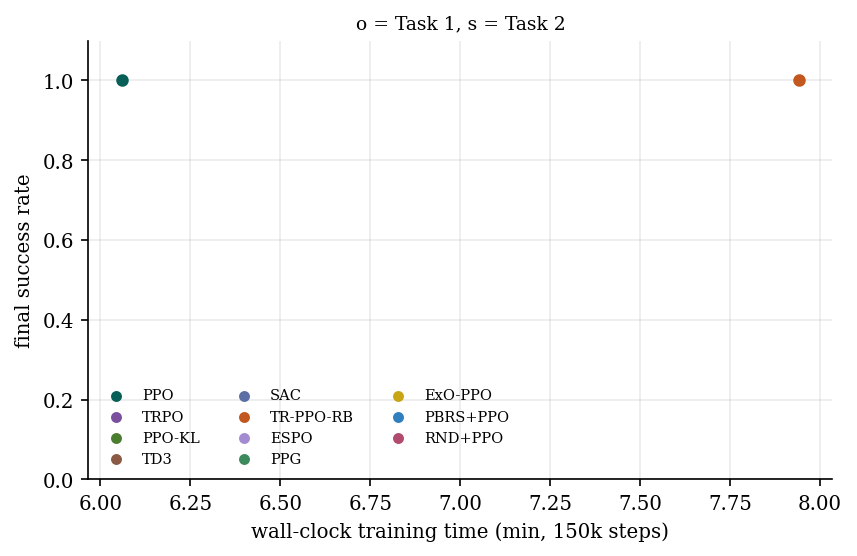 o = Task 1, s = Task 2
final success rate
1.0
0.8
0.6
0.4
0.2
0.0
PPO
TRPO
PPO-KL
TD3
SAC
TR-PPO-RB
ESPO
PPG
ExO-PPO
PBRS+PPO
RND+PPO
6.00 6.25 6.50 6.75 7.00 7.25 7.50 7.75 8.00
wall-clock training time (min, 150k steps)